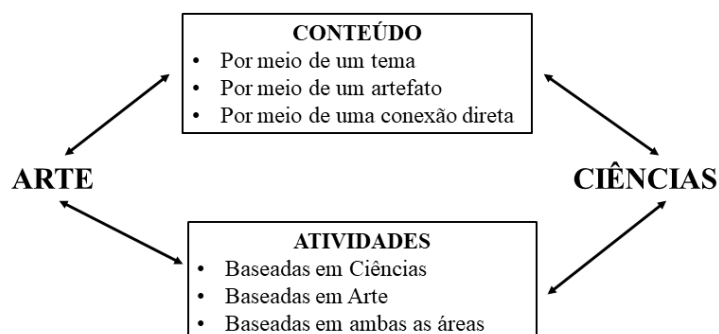 CONTEÚDO
• Por meio de um tema
• Por meio de um artefato
• Por meio de uma conexão direta
ARTE
CIÊNCIAS
ATIVIDADES
• Baseadas em Ciências
• Baseadas em Arte
• Baseadas em ambas as áreas